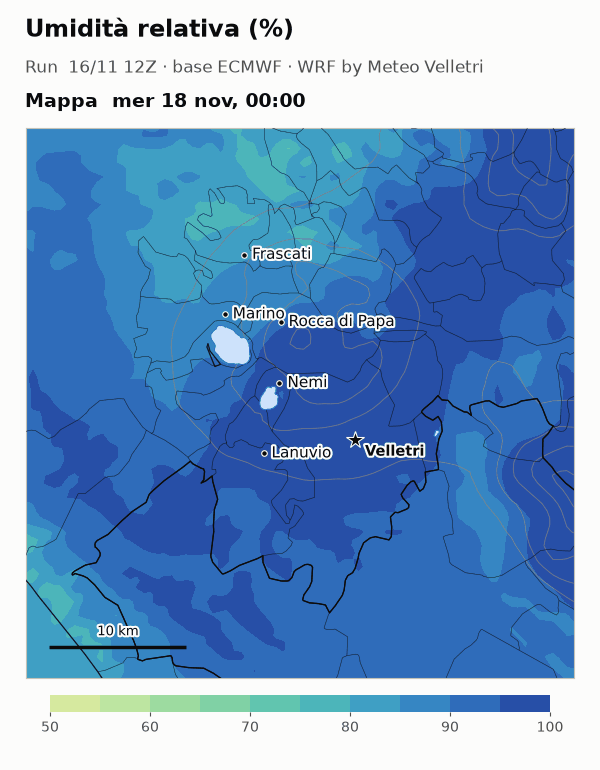 Umidità relativa (%)
Run  16/11 12Z · base ECMWF · WRF by Meteo Velletri
Mappa  mer 18 nov, 00:00
Frascati
Marino
Rocca di Papa
Nemi
Velletri
Lanuvio
10 km
50 60 70 80 90 100